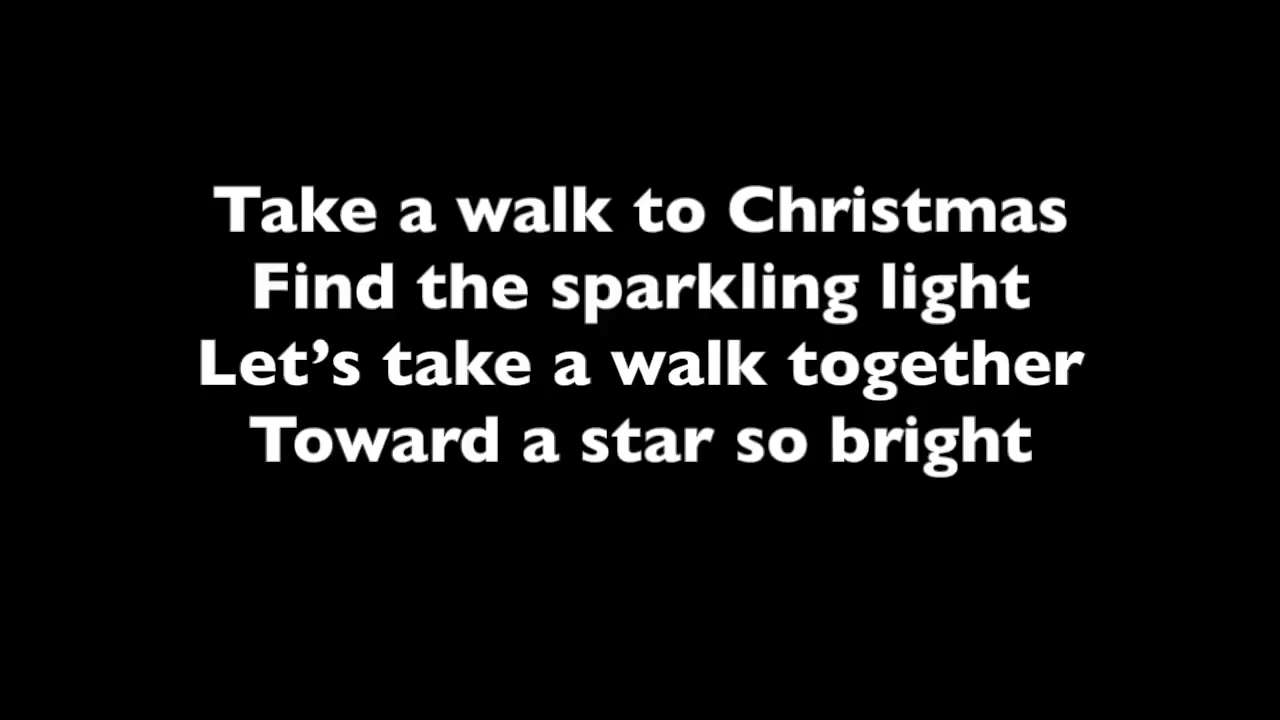 Take a walk to Christmas
Find the sparkling light
Let’s take a walk together
Toward a star so bright